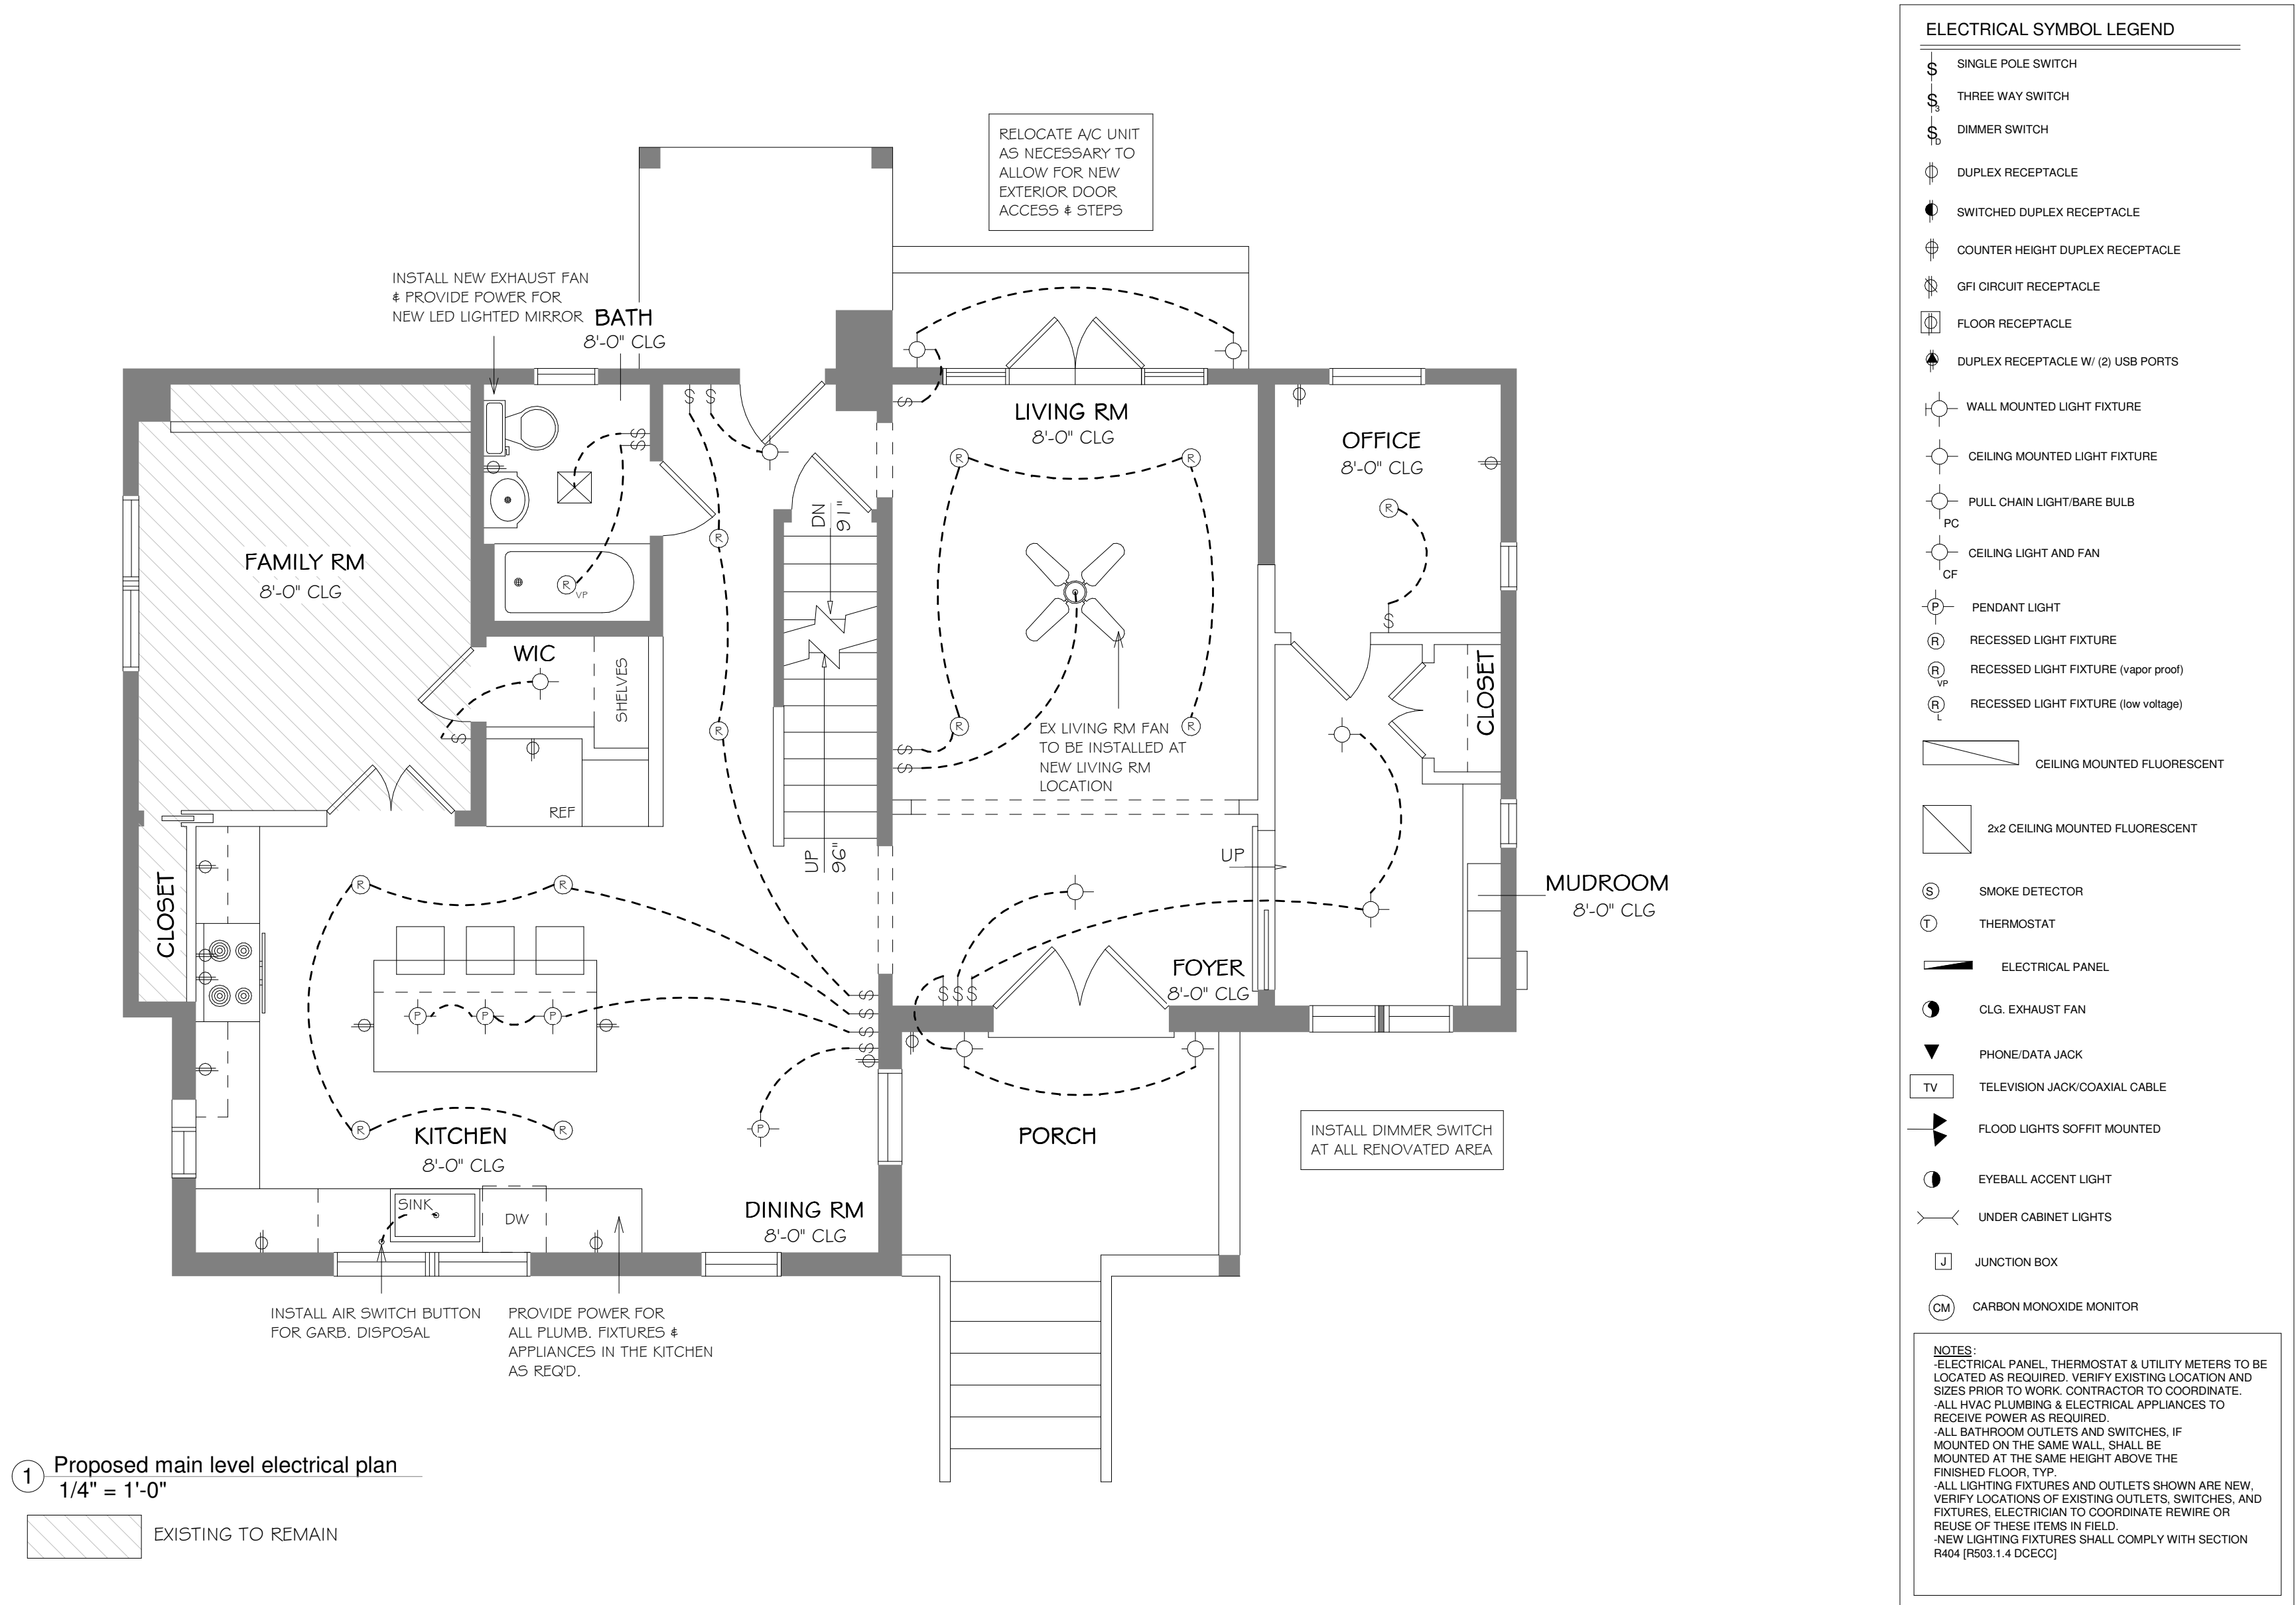 RELOCATE A/C UNIT
AS NECESSARY TO
ALLOW FOR NEW
EXTERIOR DOOR
ACCESS & STEPS
INSTALL NEW EXHAUST FAN
& PROVIDE POWER FOR
NEW LED LIGHTED MIRROR
BATH
8'-0" CLG
LIVING RM
8'-0" CLG
OFFICE
8'-0" CLG
S
S
S
S
S
R
R
R
DN
91"
R
FAMILY RM
8'-0" CLG
R
VP
S
WIC
SHELVES
CLOSET
S
R
R
R
EX LIVING RM FAN
TO BE INSTALLED AT
NEW LIVING RM
LOCATION
S
S
REF
UP
96"
UP
CLOSET
R
R
MUDROOM
8'-0" CLG
FOYER
8'-0" CLG
S
S
S
S
S
S
S
P
P
P
P
R
R
KITCHEN
8'-0" CLG
PORCH
INSTALL DIMMER SWITCH
AT ALL RENOVATED AREA
SINK
DW
DINING RM
8'-0" CLG
INSTALL AIR SWITCH BUTTON
FOR GARB. DISPOSAL
PROVIDE POWER FOR
ALL PLUMB. FIXTURES &
APPLIANCES IN THE KITCHEN
AS REQ'D.
1
Proposed main level electrical plan
1/4" = 1'-0"
EXISTING TO REMAIN
ELECTRICAL SYMBOL LEGEND
S SINGLE POLE SWITCH
S3 THREE WAY SWITCH
SD DIMMER SWITCH
DUPLEX RECEPTACLE
SWITCHED DUPLEX RECEPTACLE
COUNTER HEIGHT DUPLEX RECEPTACLE
GFI CIRCUIT RECEPTACLE
FLOOR RECEPTACLE
DUPLEX RECEPTACLE W/ (2) USB PORTS
WALL MOUNTED LIGHT FIXTURE
CEILING MOUNTED LIGHT FIXTURE
PULL CHAIN LIGHT/BARE BULB
PC
CEILING LIGHT AND FAN
CF
P PENDANT LIGHT
R RECESSED LIGHT FIXTURE
R RECESSED LIGHT FIXTURE (vapor proof)
VP
R RECESSED LIGHT FIXTURE (low voltage)
L
CEILING MOUNTED FLUORESCENT
2x2 CEILING MOUNTED FLUORESCENT
S SMOKE DETECTOR
T THERMOSTAT
ELECTRICAL PANEL
CLG. EXHAUST FAN
PHONE/DATA JACK
TV TELEVISION JACK/COAXIAL CABLE
FLOOD LIGHTS SOFFIT MOUNTED
EYEBALL ACCENT LIGHT
UNDER CABINET LIGHTS
J JUNCTION BOX
CM CARBON MONOXIDE MONITOR
NOTES:
-ELECTRICAL PANEL, THERMOSTAT & UTILITY METERS TO BE
LOCATED AS REQUIRED. VERIFY EXISTING LOCATION AND
SIZES PRIOR TO WORK. CONTRACTOR TO COORDINATE.
-ALL HVAC PLUMBING & ELECTRICAL APPLIANCES TO
RECEIVE POWER AS REQUIRED.
-ALL BATHROOM OUTLETS AND SWITCHES, IF
MOUNTED ON THE SAME WALL, SHALL BE
MOUNTED AT THE SAME HEIGHT ABOVE THE
FINISHED FLOOR, TYP.
-ALL LIGHTING FIXTURES AND OUTLETS SHOWN ARE NEW,
VERIFY LOCATIONS OF EXISTING OUTLETS, SWITCHES, AND
FIXTURES, ELECTRICIAN TO COORDINATE REWIRE OR
REUSE OF THESE ITEMS IN FIELD.
-NEW LIGHTING FIXTURES SHALL COMPLY WITH SECTION
R404 [R503.1.4 DCECC]